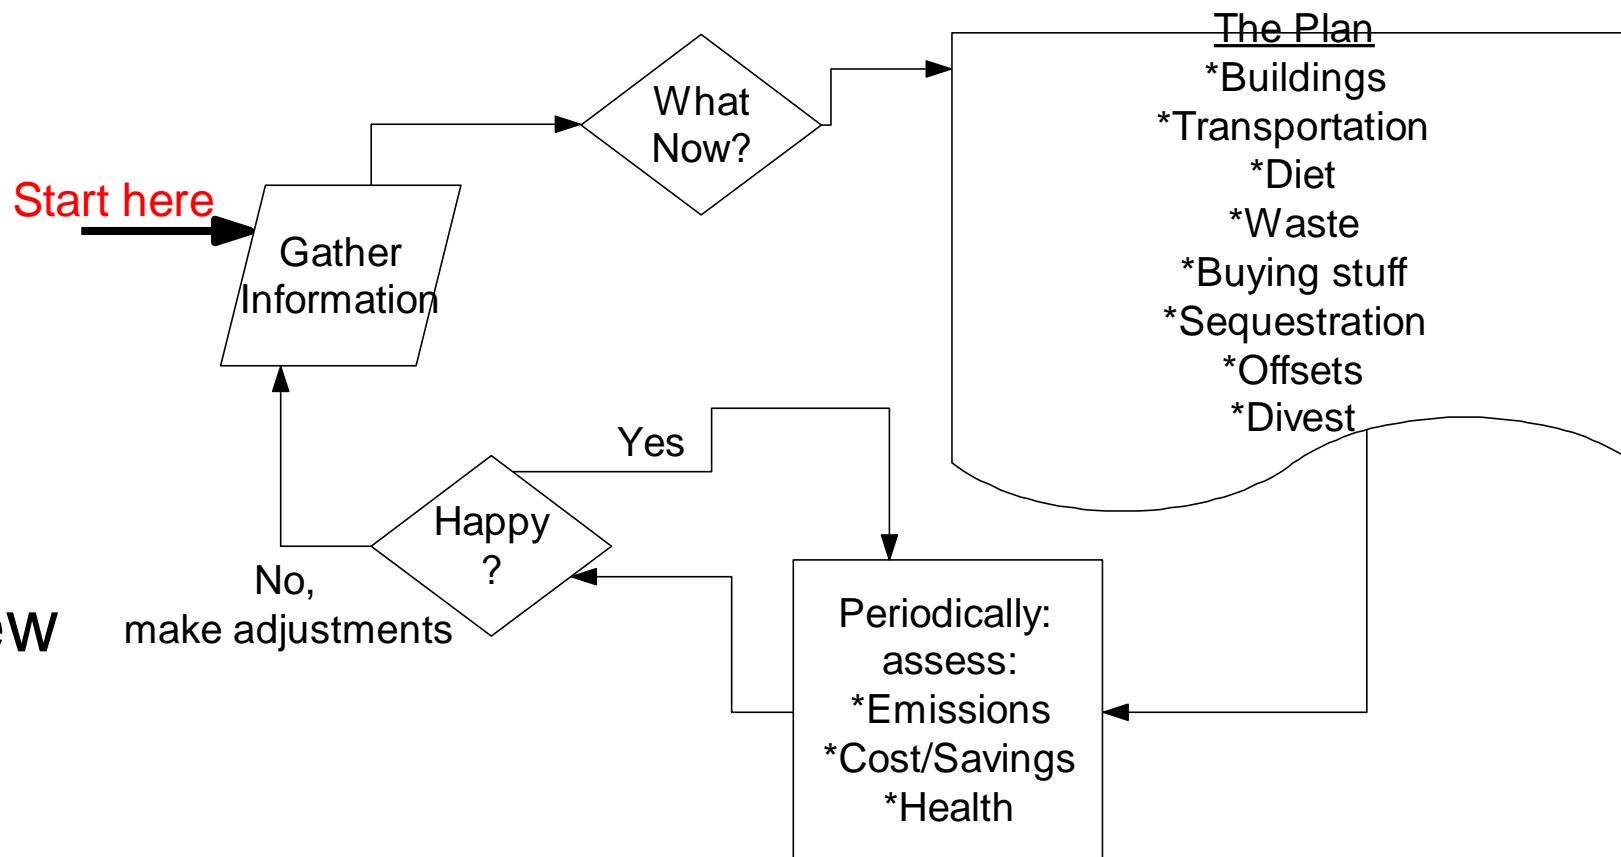 Start here
Gather
Information
What
Now?
The Plan
*Buildings
*Transportation
*Diet
*Waste
*Buying stuff
*Sequestration
*Offsets
*Divest
Yes
Happy
?
No,
make adjustments
Periodically:
assess:
*Emissions
*Cost/Savings
*Health